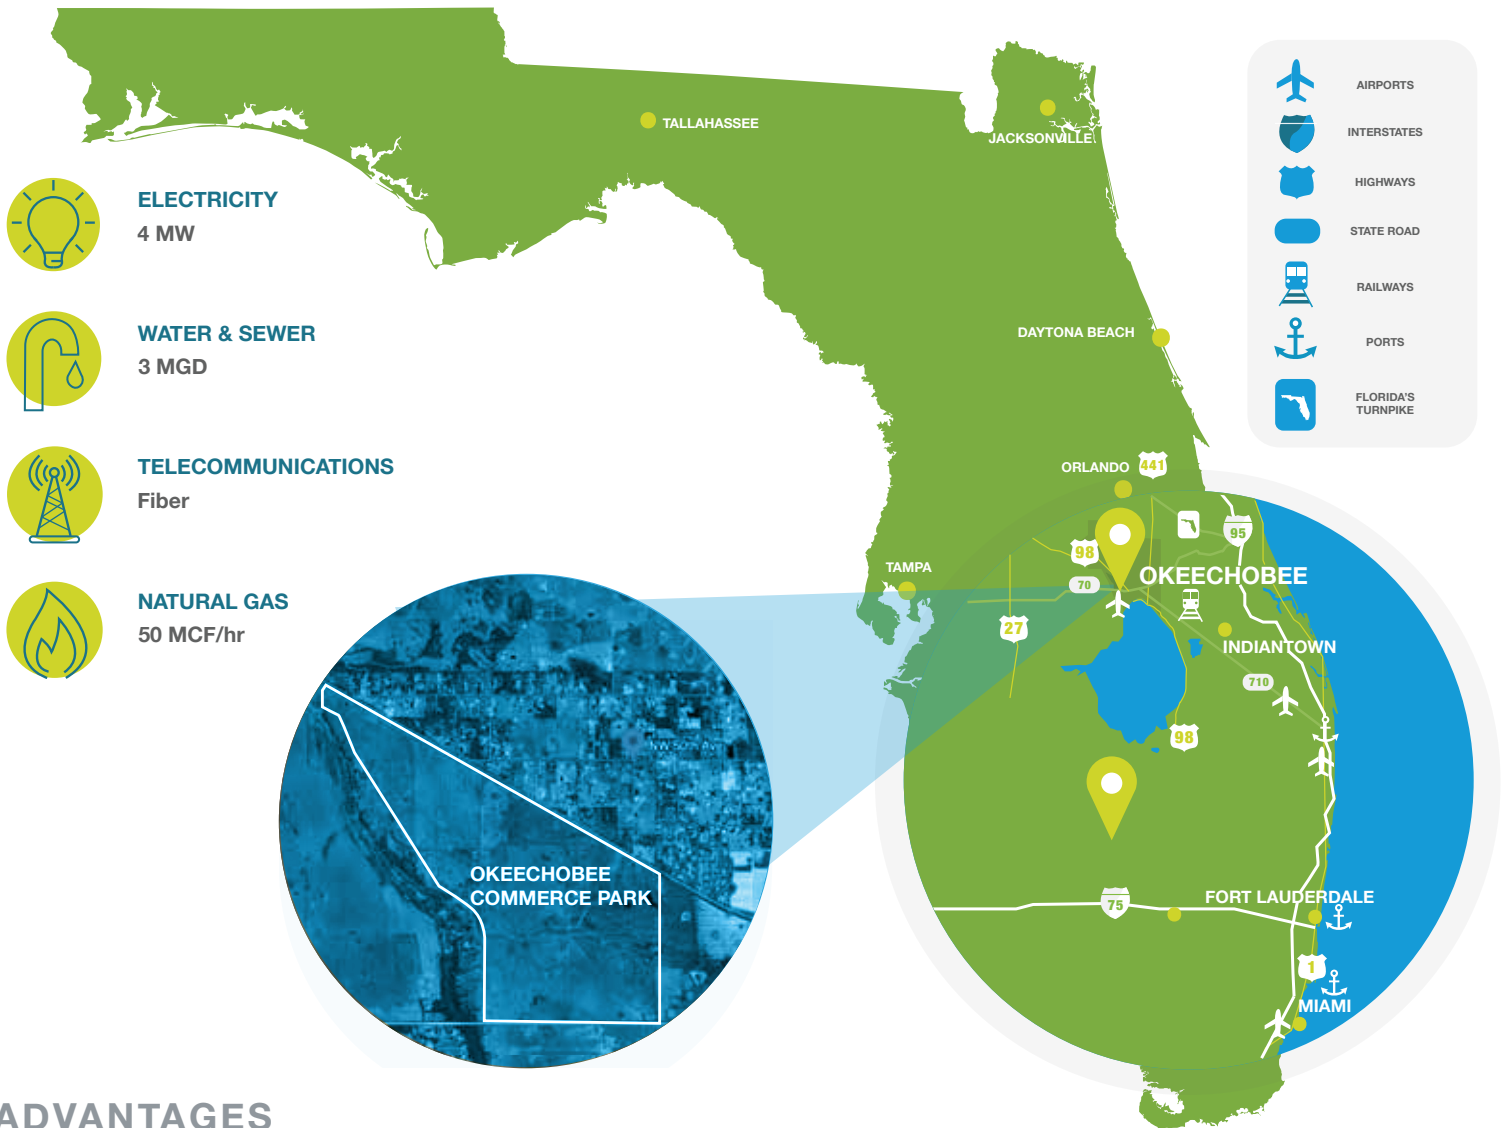 TALLAHASSEE
JACKSONVILLE
AIRPORTS
INTERSTATES
HIGHWAYS
STATE ROAD
RAILWAYS
PORTS
FLORIDA'S
TURNPIKE
ELECTRICITY
4 MW
WATER & SEWER
3 MGD
TELECOMMUNICATIONS
Fiber
NATURAL GAS
50 MCF/hr
DAYTONA BEACH
ORLANDO
441
95
98
TAMPA
70
OKEECHOBEE
27
INDIANTOWN
710
98
OKEECHOBEE
COMMERCE PARK
75
FORT LAUDERDALE
1
MIAMI
ADVANTAGES